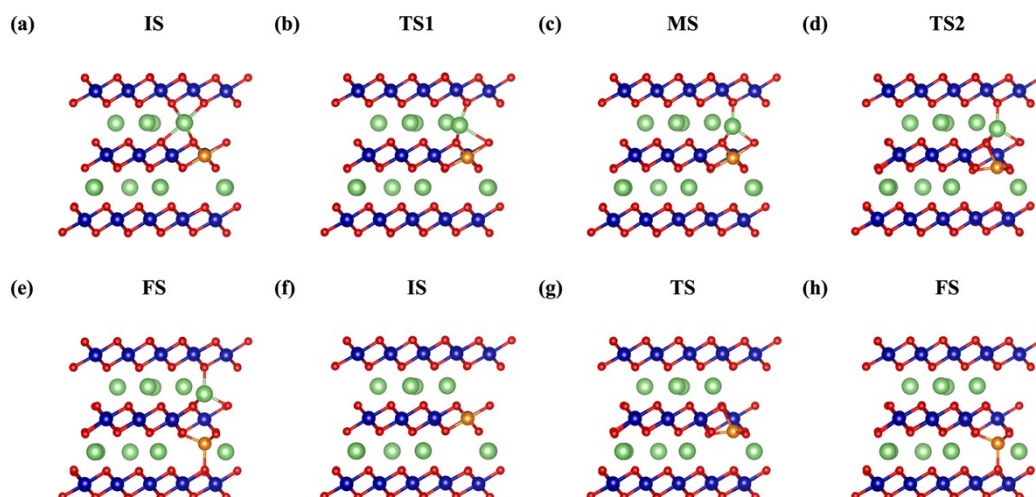 (a) IS (b) TS1 (c) MS (d) TS2
(e) FS (f) IS (g) TS (h) FS